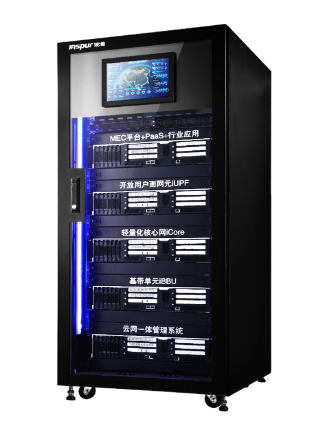 inspur 浪潮
MEC平台+PaaS+行业应用
开放用户面网元iUPF
轻量化核心网iCore
基带单元iBBU
云网一体管理系统